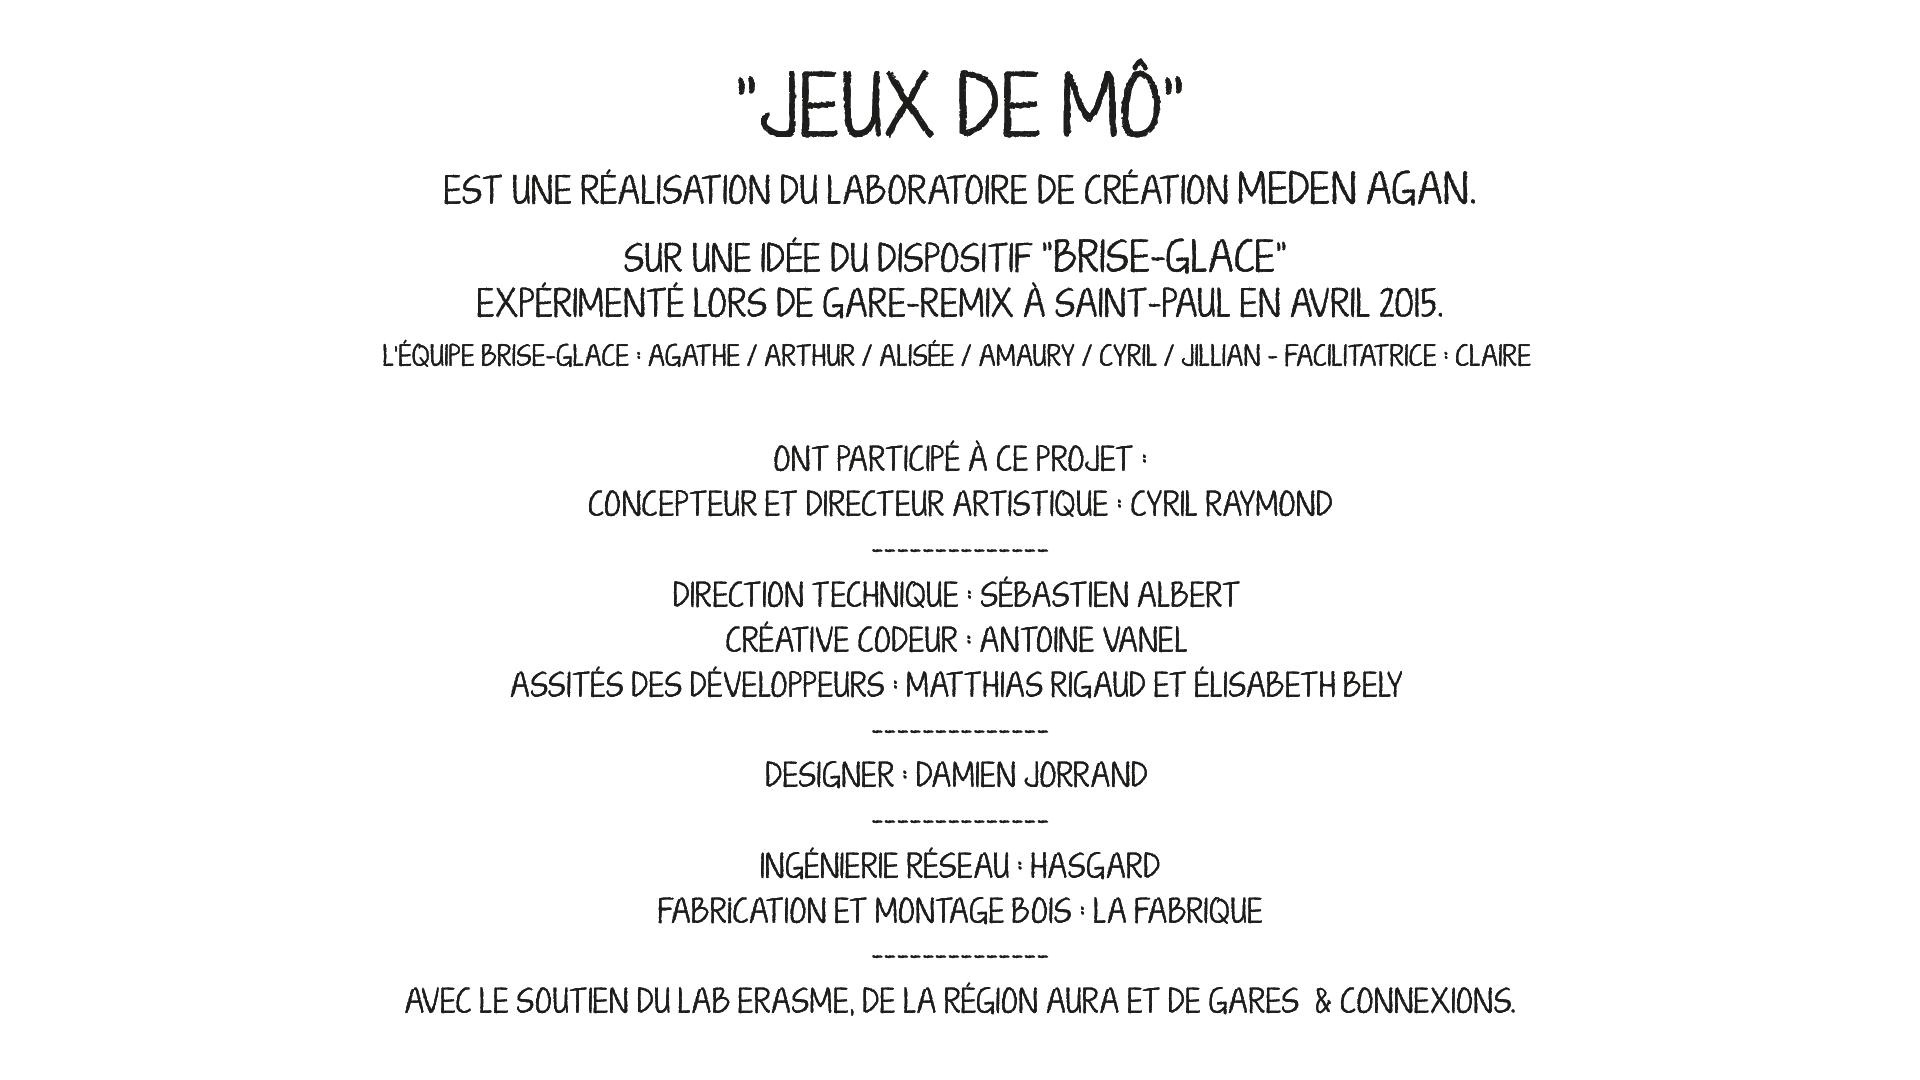 "JEUX DE MÔ"
EST UNE RÉALISATION DU LABORATOIRE DE CRÉATION MEDEN AGAN.
SUR UNE IDÉE DU DISPOSITIF "BRISE-GLACE"
EXPÉRIMENTÉ LORS DE GARE-REMIX À SAINT-PAUL EN AVRIL 2015.
L'ÉQUIPE BRISE-GLACE : AGATHE / ARTHUR / ALISÉE / AMAURY / CYRIL / JILLIAN - FACILITATRICE : CLAIRE
ONT PARTICIPÉ À CE PROJET :
CONCEPTEUR ET DIRECTEUR ARTISTIQUE : CYRIL RAYMOND
--------------
DIRECTION TECHNIQUE : SÉBASTIEN ALBERT
CRÉATIVE CODEUR : ANTOINE VANEL
ASSITÉS DES DÉVELOPPEURS : MATTHIAS RIGAUD ET ÉLISABETH BELY
--------------
DESIGNER : DAMIEN JORRAND
--------------
INGÉNIERIE RÉSEAU : HASGARD
FABRICATION ET MONTAGE BOIS : LA FABRIQUE
--------------
AVEC LE SOUTIEN DU LAB ERASME, DE LA RÉGION AURA ET DE GARES & CONNEXIONS.